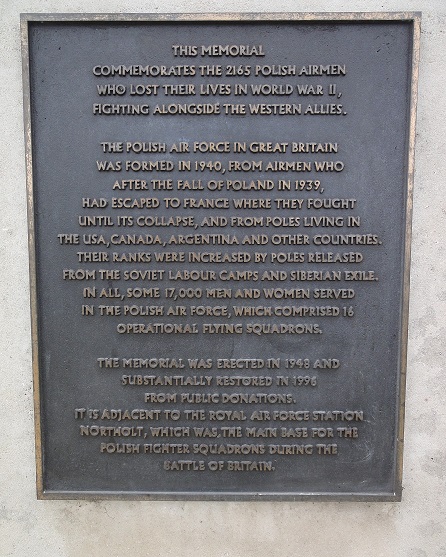 THIS MEMORIAL
COMMEMORATES THE 2165 POLISH AIRMEN
WHO LOST THEIR LIVES IN WORLD WAR II,
FIGHTING ALONGSIDE THE WESTERN ALLIES.
THE POLISH AIR FORCE IN GREAT BRITAIN
WAS FORMED IN 1940, FROM AIRMEN WHO
AFTER THE FALL OF POLAND IN 1939,
HAD ESCAPED TO FRANCE WHERE THEY FOUGHT
UNTIL ITS COLLAPSE, AND FROM POLES LIVING IN
THE USA, CANADA, ARGENTINA AND OTHER COUNTRIES.
THEIR RANKS WERE INCREASED BY POLES RELEASED
FROM THE SOVIET LABOUR CAMPS AND SIBERIAN EXILE.
IN ALL, SOME 17,000 MEN AND WOMEN SERVED
IN THE POLISH AIR FORCE, WHICH COMPRISED 16
OPERATIONAL FLYING SQUADRONS.
THE MEMORIAL WAS ERECTED IN 1948 AND
SUBSTANTIALLY RESTORED IN 1996
FROM PUBLIC DONATIONS.
IT IS ADJACENT TO THE ROYAL AIR FORCE STATION
NORTHOLT, WHICH WAS, THE MAIN BASE FOR THE
POLISH FIGHTER SQUADRONS DURING THE
BATTLE OF BRITAIN.